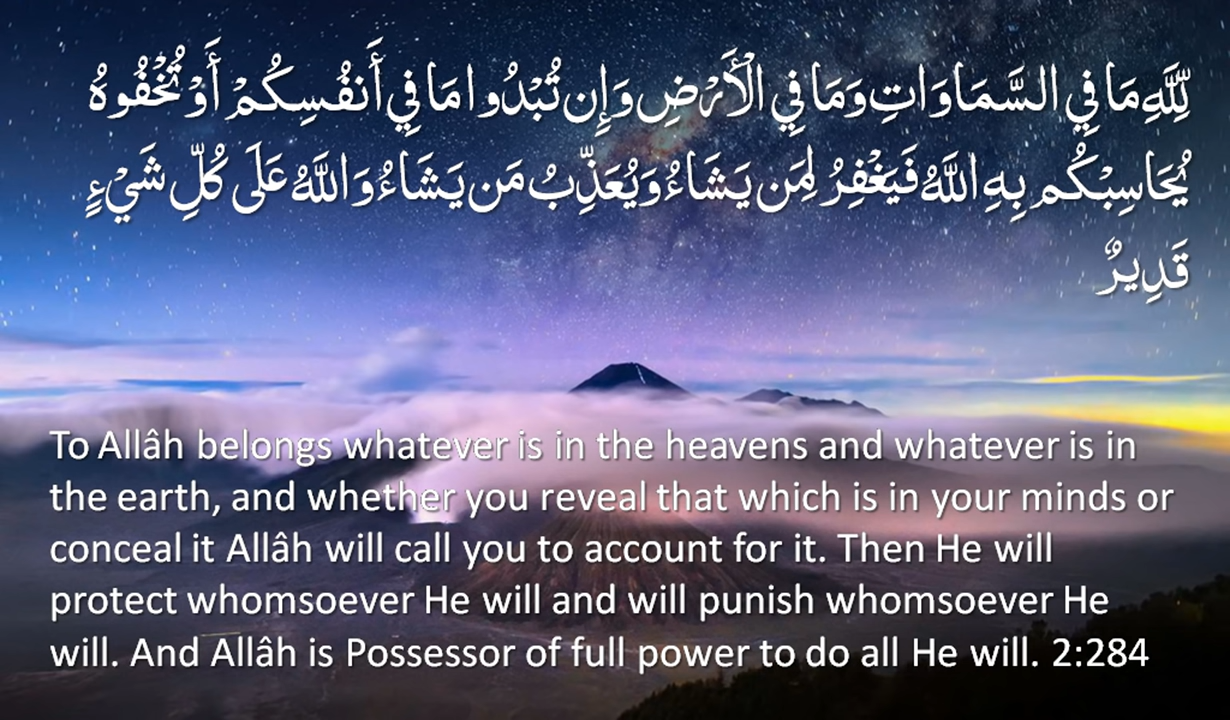 لِّلَّهِ مَا فِي السَّمَاوَاتِ وَمَا فِي الْأَرْضِ وَإِن تُبْدُوا مَا فِي أَنفُسِكُمْ أَوْ تُخْفُوهُ
يُحَاسِبْكُم بِهِ اللَّهُ فَيَغْفِرُ لِمَن يَشَاءُ وَيُعَذِّبُ مَن يَشَاءُ وَاللَّهُ عَلَى كُلِّ شَيْءٍ
قَدِيرٌ
To Allâh belongs whatever is in the heavens and whatever is in
the earth, and whether you reveal that which is in your minds or
conceal it Allâh will call you to account for it. Then He will
protect whomsoever He will and will punish whomsoever He
will. And Allâh is Possessor of full power to do all He will. 2:284